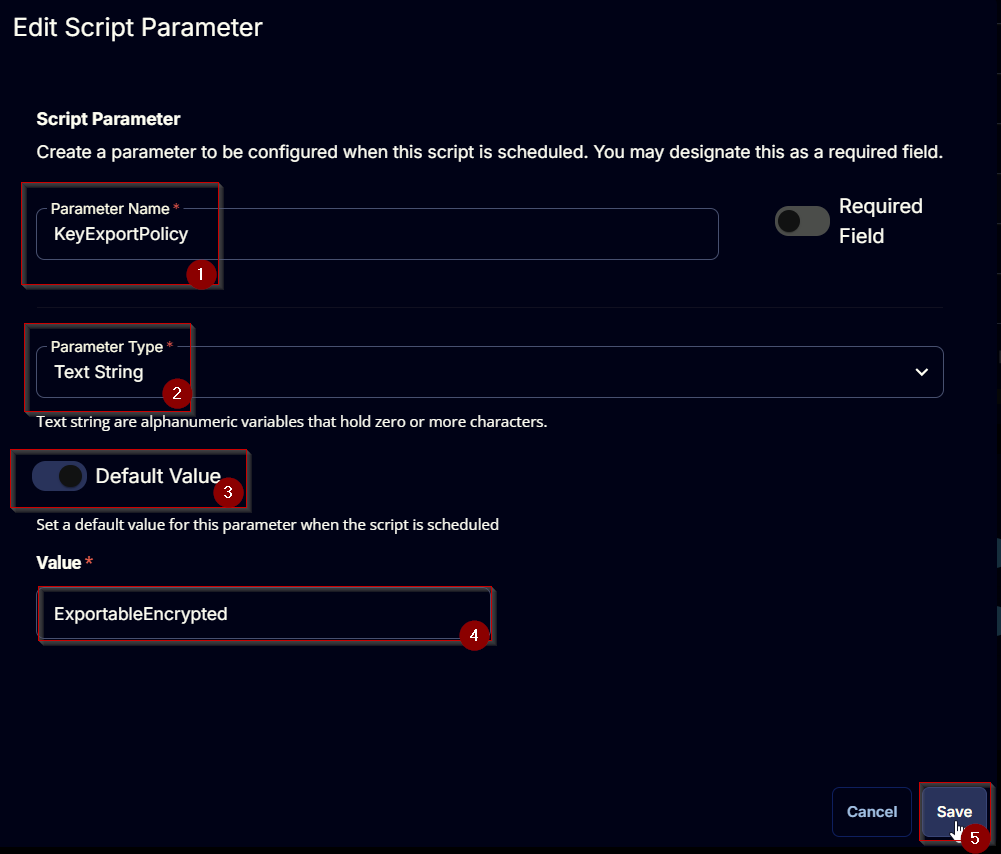 Edit Script Parameter
Script Parameter
Create a parameter to be configured when this script is scheduled. You may designate this as a required field.
Parameter Name *
KeyExportPolicy
1
Required
Field
Parameter Type *
Text String
2
Text string are alphanumeric variables that hold zero or more characters.
Default Value
3
Set a default value for this parameter when the script is scheduled
Value *
ExportableEncrypted
4
Cancel
Save
5